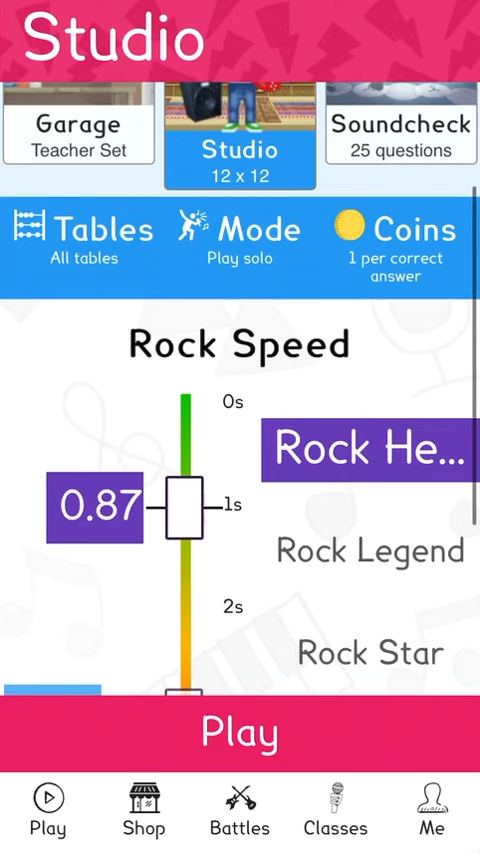 Studio
Garage
Teacher Set
Studio
12 x 12
Soundcheck
25 questions
Tables
All tables
Mode
Play solo
Coins
1 per correct
answer
Rock Speed
0s
Rock He...
0.87
1s
Rock Legend
2s
Rock Star
Play
Play
Shop
Battles
Classes
Me